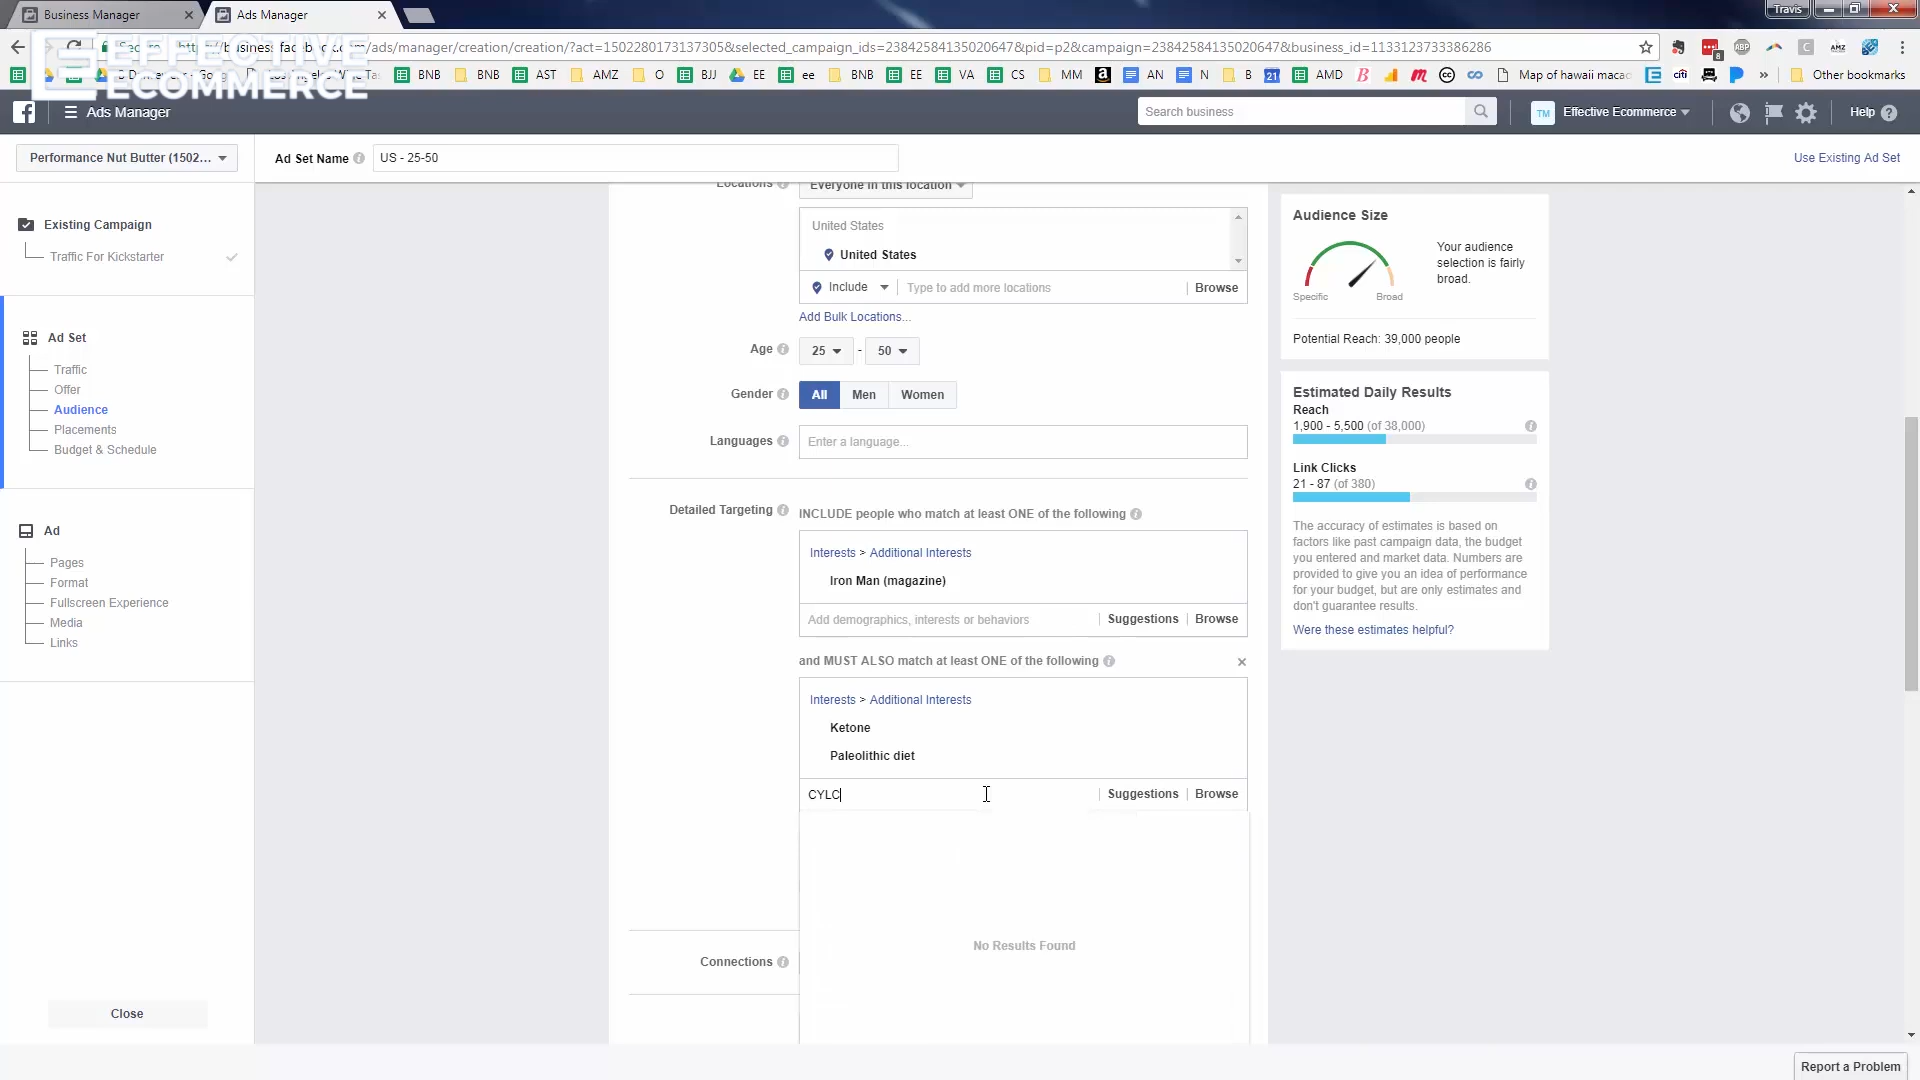 Business Manager
Ads Manager
Travis
EFFECTIVE
ECOMMERCE
/ads/manager/creation/creation/?act=1502280173137305&selected_campaign_ids=23842584135020647&pid=p2&campaign=23842584135020647&business_id=1133123733386286
BNB BNB AST AMZ O BJJ EE ee BNB EE VA CS MM AN N B AMD Map of hawaii maca Other bookmarks
Ads Manager
Search business
TM
Effective Ecommerce
Help
Performance Nut Butter (1502...
Ad Set Name
US - 25-50
Use Existing Ad Set
Existing Campaign
Traffic For Kickstarter
Ad Set
Traffic
Offer
Audience
Placements
Budget & Schedule
Ad
Pages
Format
Fullscreen Experience
Media
Links
Close
Locations
Everyone in this location
United States
United States
Include
Type to add more locations
Browse
Add Bulk Locations...
Age
25 - 50
Gender
All Men Women
Languages
Enter a language...
Detailed Targeting
INCLUDE people who match at least ONE of the following
Interests > Additional Interests
Iron Man (magazine)
Add demographics, interests or behaviors
Suggestions
Browse
and MUST ALSO match at least ONE of the following
Interests > Additional Interests
Ketone
Paleolithic diet
CYLC
Suggestions
Browse
No Results Found
Connections
Audience Size
Specific
Broad
Your audience
selection is fairly
broad.
Potential Reach: 39,000 people
Estimated Daily Results
Reach
1,900 - 5,500 (of 38,000)
Link Clicks
21 - 87 (of 380)
The accuracy of estimates is based on
factors like past campaign data, the budget
you entered and market data. Numbers are
provided to give you an idea of performance
for your budget, but are only estimates and
don't guarantee results.
Were these estimates helpful?
Report a Problem